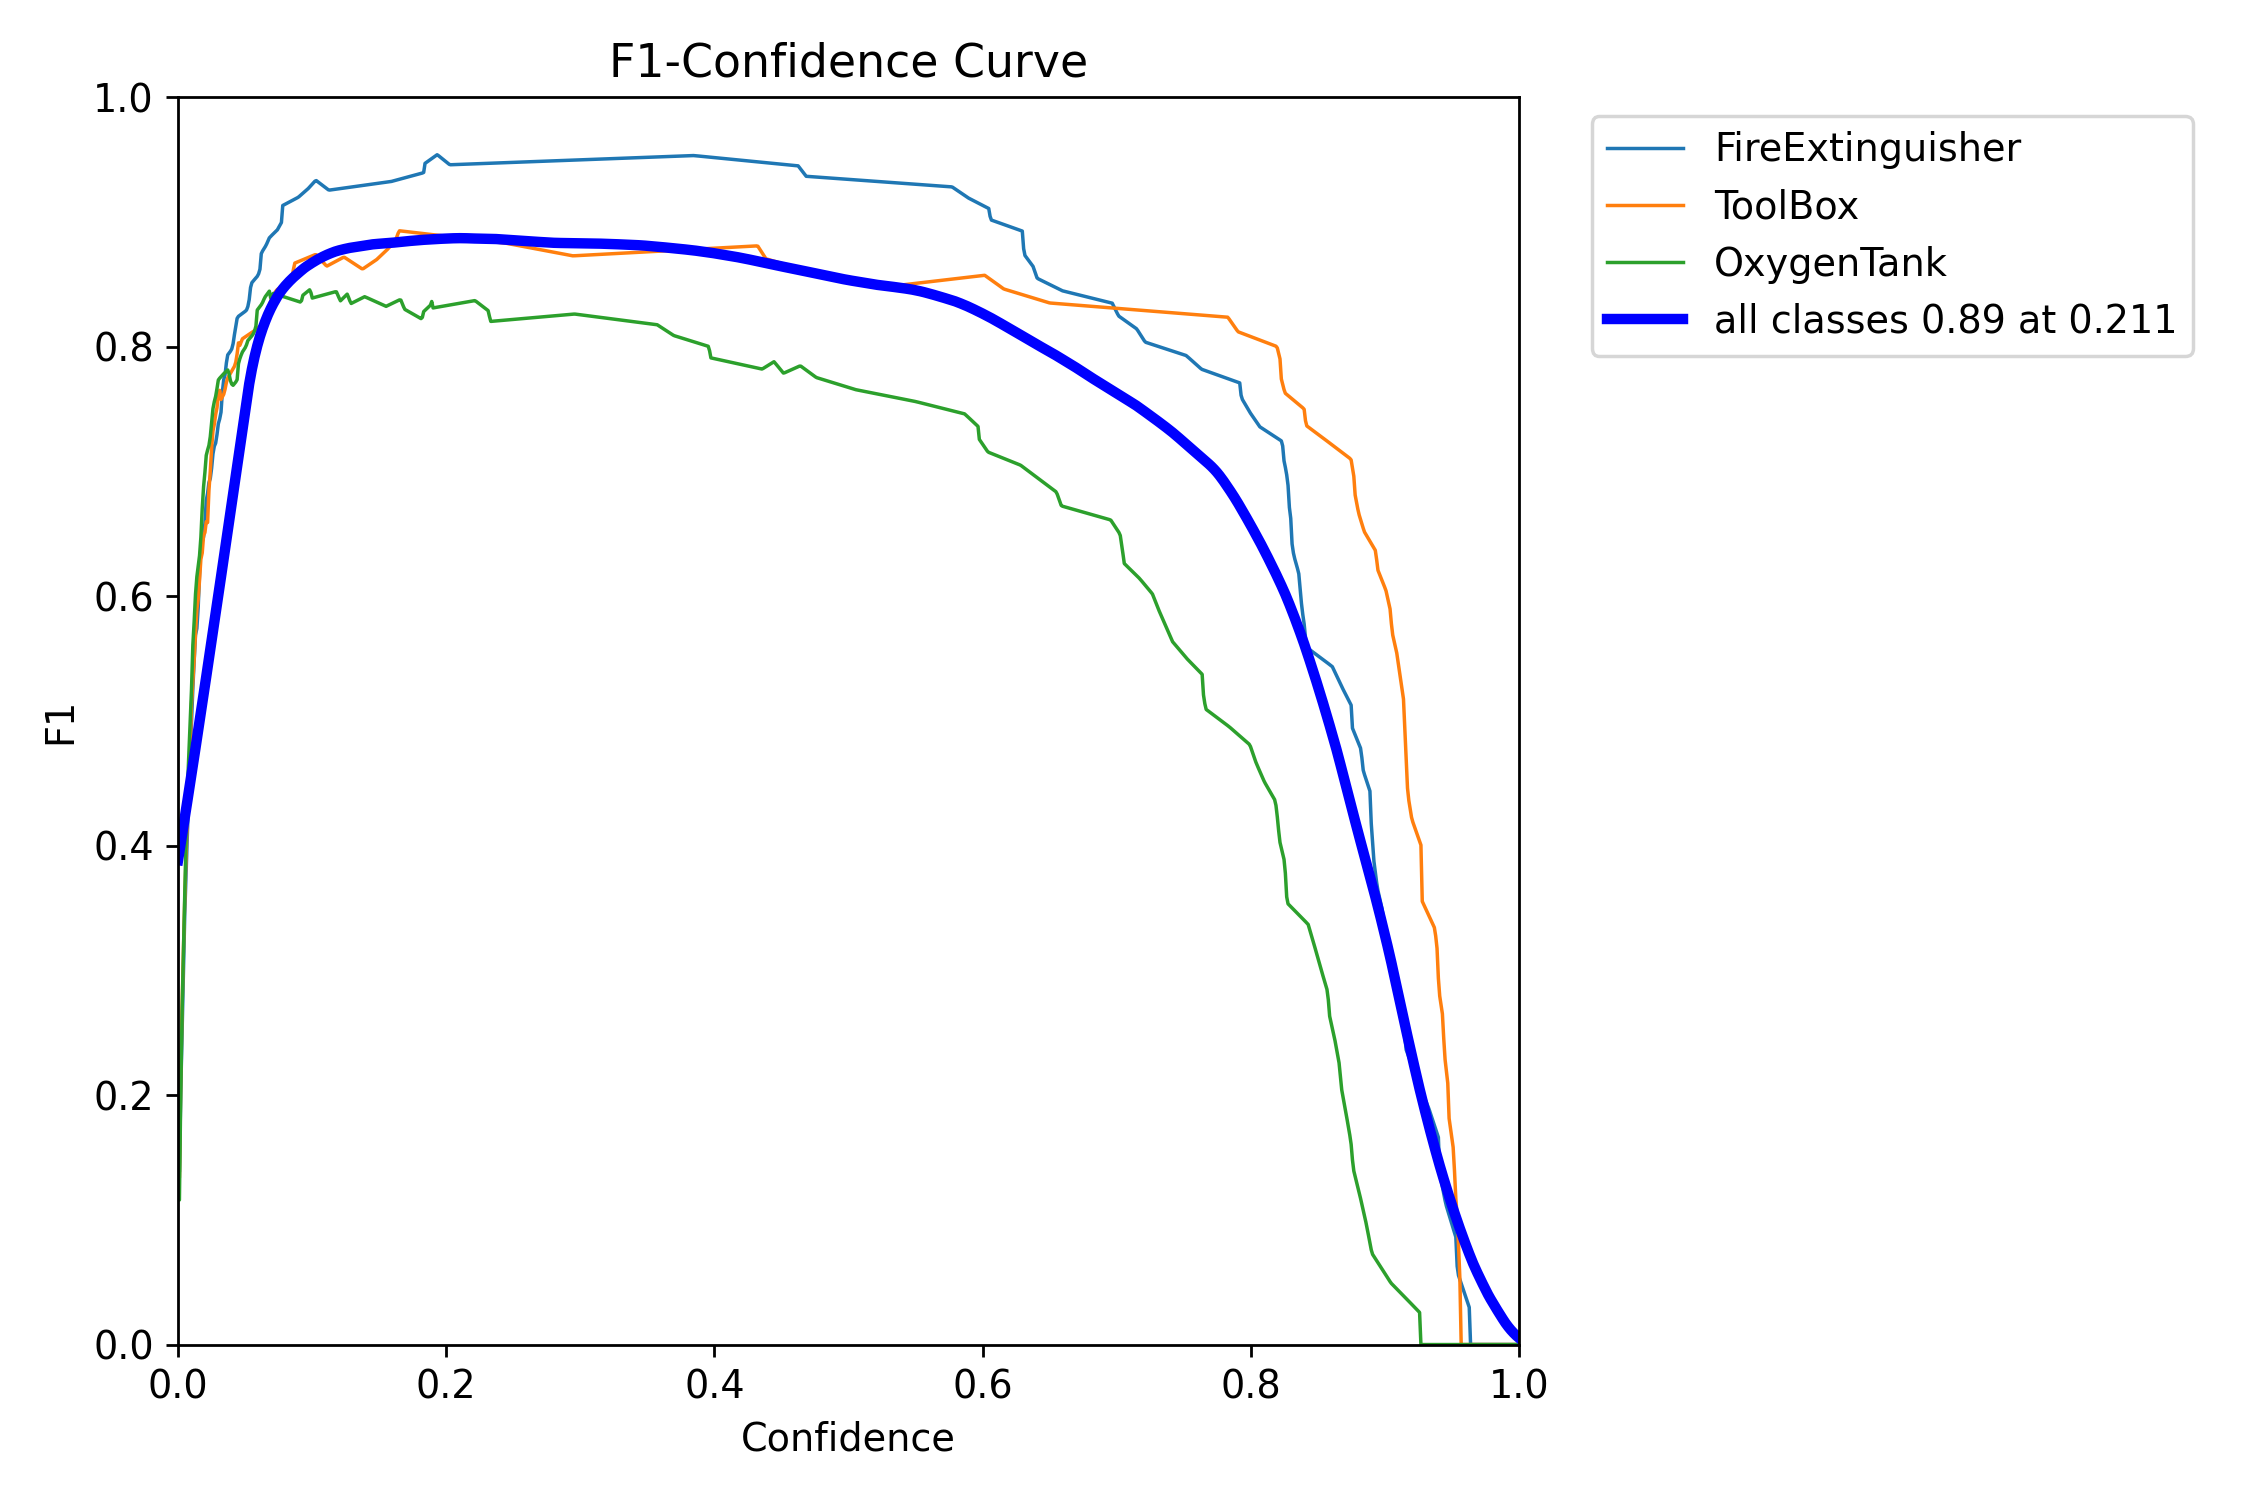 F1-Confidence Curve
1.0
0.8
0.6
0.4
0.2
0.0
F1
0.0 0.2 0.4 0.6 0.8 1.0
Confidence
FireExtinguisher
ToolBox
OxygenTank
all classes 0.89 at 0.211